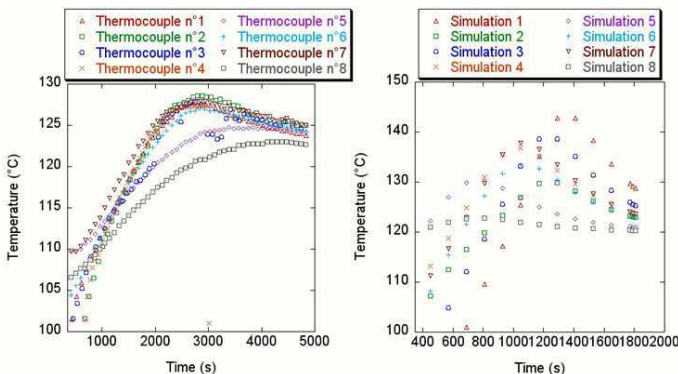 Thermocouple n°1 Thermocouple n°5
Thermocouple n°2 Thermocouple n°6
Thermocouple n°3 Thermocouple n°7
Thermocouple n°4 Thermocouple n°8
130
125
120
115
110
105
100
Temperature (°C)
1000 2000 3000 4000 5000
Time (s)
Simulation 1 Simulation 5
Simulation 2 Simulation 6
Simulation 3 Simulation 7
Simulation 4 Simulation 8
150
140
130
120
110
100
Temperature (°C)
400 600 800 1000 1200 1400 1600 1800 2000
Time (s)